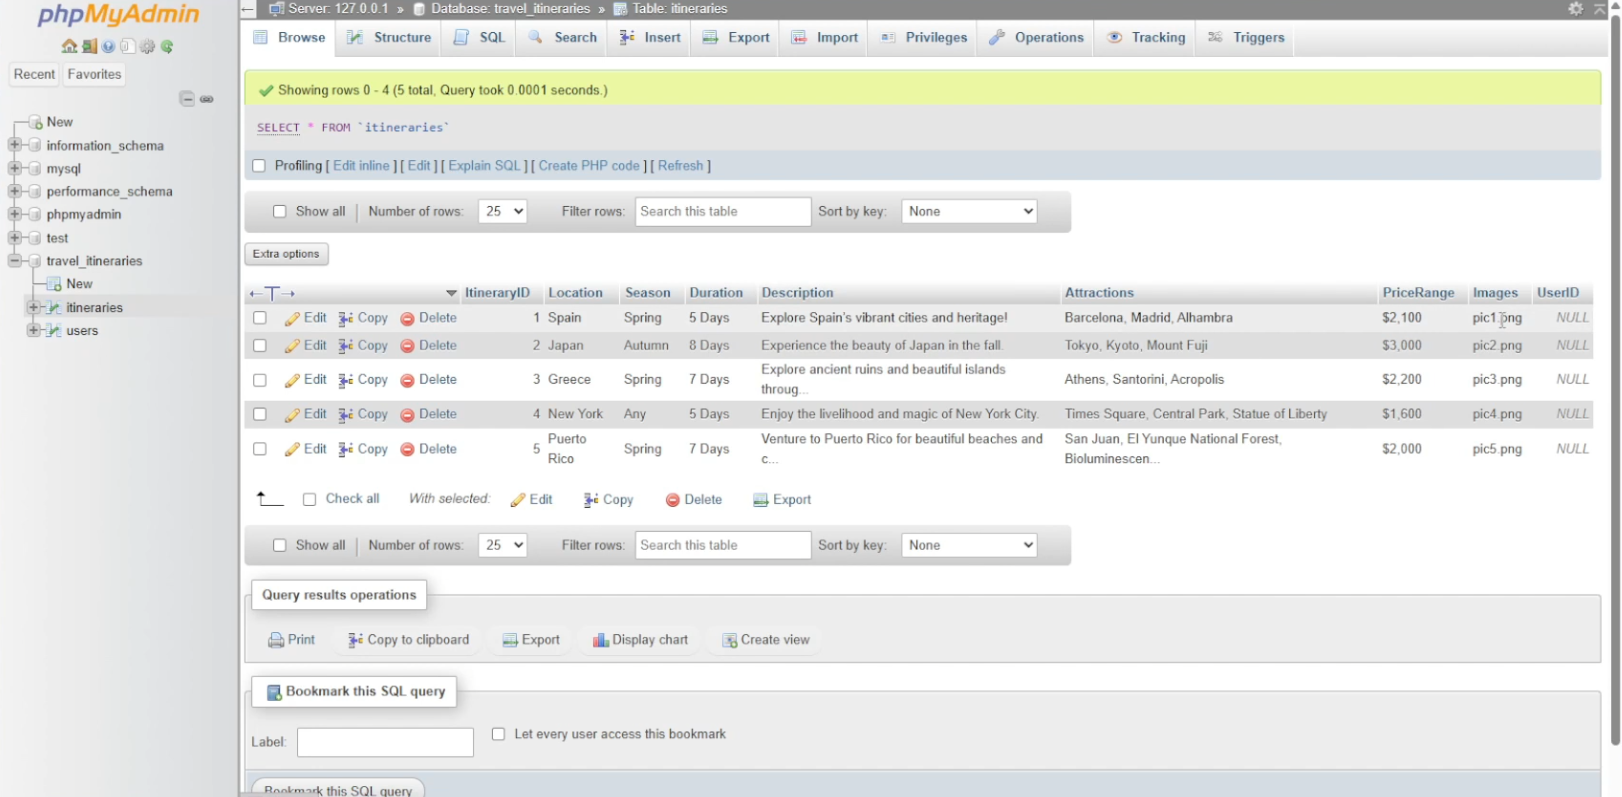 phpMyAdmin
Server: 127.0.0.1 » Database: travel_itineraries » Table: itineraries
Browse Structure SQL Search Insert Export Import Privileges Operations Tracking Triggers
Recent Favorites
New
information_schema
mysql
performance_schema
phpmyadmin
test
travel_itineraries
New
itineraries
users
Showing rows 0 - 4 (5 total, Query took 0.0001 seconds.)
SELECT * FROM `itineraries`
Profiling [ Edit inline ] [ Edit ] [ Explain SQL ] [ Create PHP code ] [ Refresh ]
Show all Number of rows: 25 Filter rows: Search this table Sort by key: None
Extra options
ItineraryID Location Season Duration Description Attractions PriceRange Images UserID
Edit Copy Delete 1 Spain Spring 5 Days Explore Spain's vibrant cities and heritage! Barcelona, Madrid, Alhambra $2,100 pic1.png NULL
Edit Copy Delete 2 Japan Autumn 8 Days Experience the beauty of Japan in the fall. Tokyo, Kyoto, Mount Fuji $3,000 pic2.png NULL
Edit Copy Delete 3 Greece Spring 7 Days Explore ancient ruins and beautiful islands
throug... Athens, Santorini, Acropolis $2,200 pic3.png NULL
Edit Copy Delete 4 New York Any 5 Days Enjoy the livelihood and magic of New York City. Times Square, Central Park, Statue of Liberty $1,600 pic4.png NULL
Edit Copy Delete 5 Puerto
Rico Spring 7 Days Venture to Puerto Rico for beautiful beaches and
c... San Juan, El Yunque National Forest,
Bioluminescen... $2,000 pic5.png NULL
Check all With selected: Edit Copy Delete Export
Show all Number of rows: 25 Filter rows: Search this table Sort by key: None
Query results operations
Print Copy to clipboard Export Display chart Create view
Bookmark this SQL query
Label: Let every user access this bookmark
Bookmark this SQL query